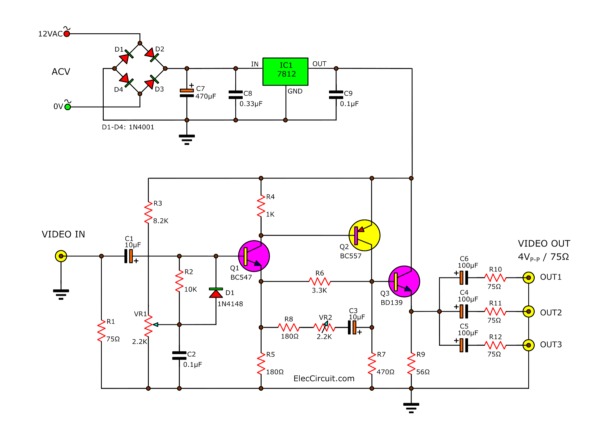 12VAC
ACV
0V
D1
D2
D4
D3
D1-D4: 1N4001
C7
470µF
C8
0.33µF
IN
IC1
7812
OUT
GND
C9
0.1µF
R3
8.2K
R4
1K
Q2
BC557
VIDEO IN
C1
10µF
R2
10K
D1
1N4148
Q1
BC547
R6
3.3K
Q3
BD139
VIDEO OUT
4Vp-p / 75Ω
C6
100µF
R10
75Ω
OUT1
C4
100µF
R11
75Ω
OUT2
C5
100µF
R12
75Ω
OUT3
R1
75Ω
VR1
2.2K
C2
0.1µF
R8
180Ω
VR2
2.2K
C3
10µF
R5
180Ω
R7
470Ω
R9
56Ω
ElecCircuit.com